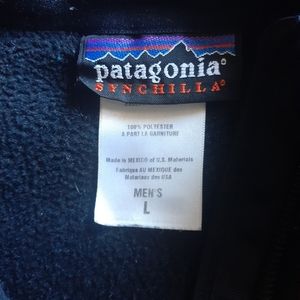 patagonia®
SYNCHILLA®
100% POLYESTER
A PART LA GARNITURE
Made in MEXICO of U.S. Materials
Fabrique AU MEXIQUE des
Materiaux des USA
MEN'S
L